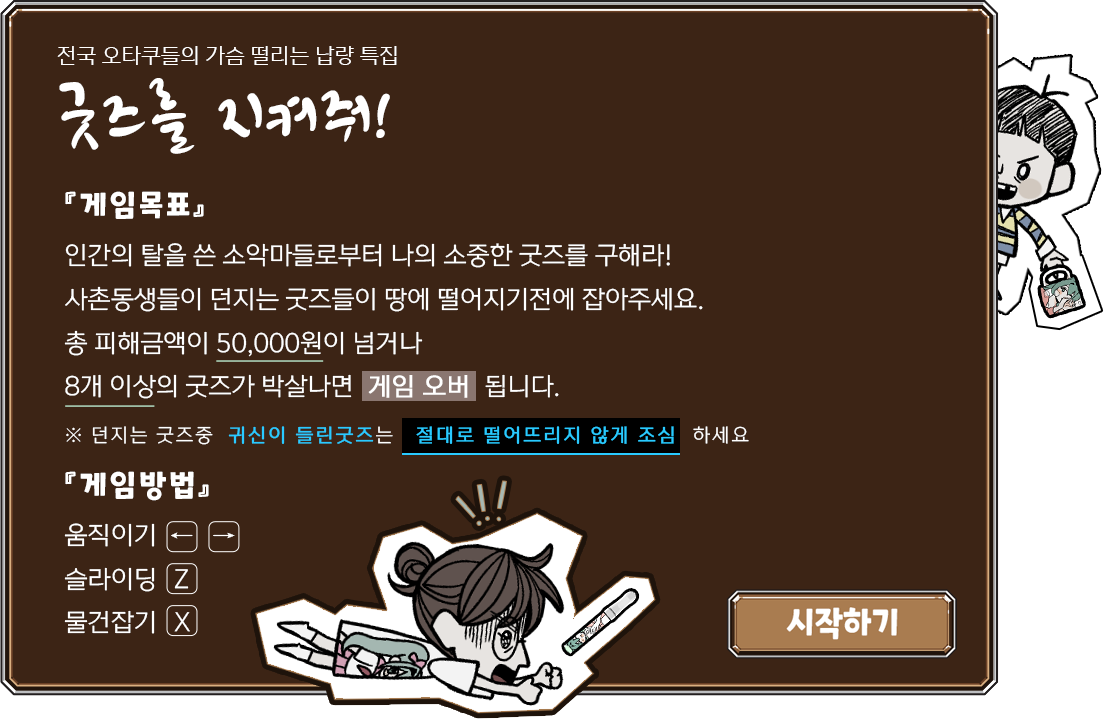 전국 오타쿠들의 가슴 떨리는 납량 특집
굿즈를 지켜줘!
『게임목표』
인간의 탈을 쓴 소악마들로부터 나의 소중한 굿즈를 구해라!
사촌동생들이 던지는 굿즈들이 땅에 떨어지기전에 잡아주세요.
총 피해금액이 50,000원이 넘거나
8개 이상의 굿즈가 박살나면 게임 오버 됩니다.
※ 던지는 굿즈중 귀신이 들린굿즈는 절대로 떨어뜨리지 않게 조심 하세요
『게임방법』
움직이기 ← →
슬라이딩 Z
물건잡기 X
시작하기